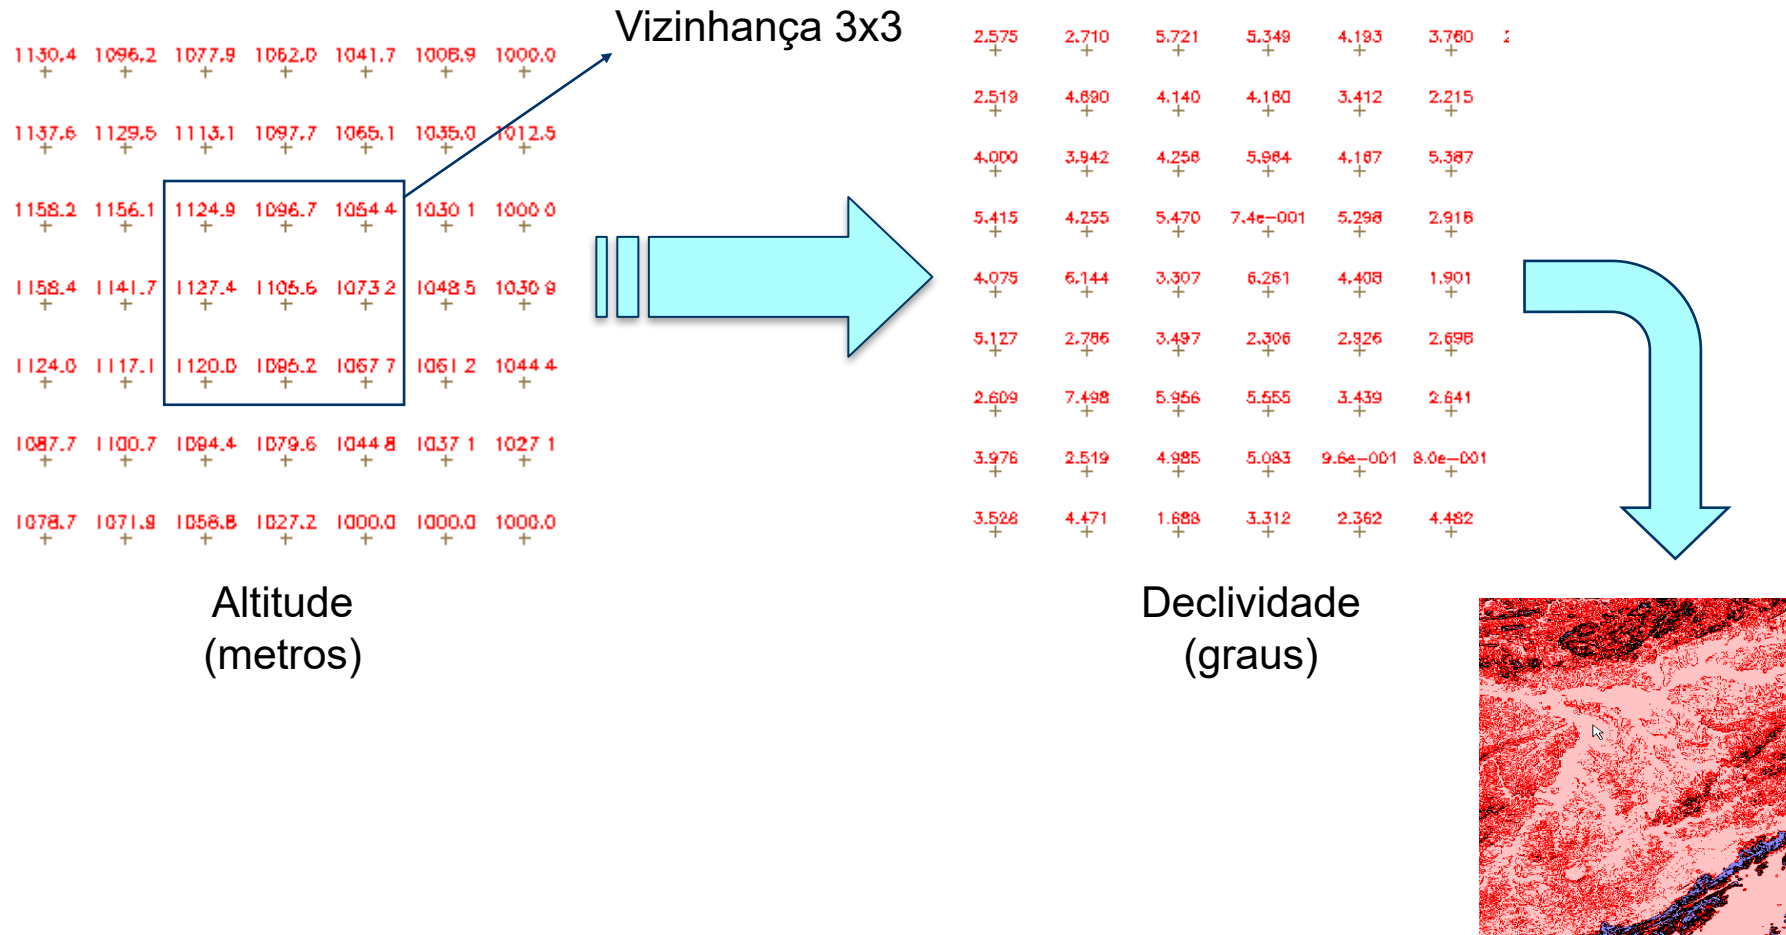 Vizinhança 3x3
1130.4 1096.2 1077.9 1062.0 1041.7 1006.9 1000.0
1137.6 1129.5 1113.1 1097.7 1065.1 1035.0 1012.5
1158.2 1156.1 1124.9 1096.7 1054.4 1030.1 1000.0
1158.4 1141.7 1127.4 1105.6 1073.2 1048.5 1030.9
1124.0 1117.1 1120.0 1095.2 1067.7 1061.2 1044.4
1087.7 1100.7 1094.4 1079.6 1044.8 1037.1 1027.1
1078.7 1071.9 1058.8 1027.2 1000.0 1000.0 1000.0
Altitude
(metros)
2.575 2.710 5.721 5.349 4.193 3.760
2.519 4.690 4.140 4.160 3.412 2.215
4.000 3.942 4.256 5.964 4.167 5.387
5.415 4.255 5.470 7.4e-001 5.296 2.916
4.075 6.144 3.307 6.261 4.408 1.901
5.127 2.786 3.497 2.306 2.926 2.696
2.609 7.498 5.956 5.555 3.439 2.641
3.976 2.519 4.985 5.083 9.6e-001 8.0e-001
3.526 4.471 1.688 3.312 2.362 4.482
Declividade
(graus)